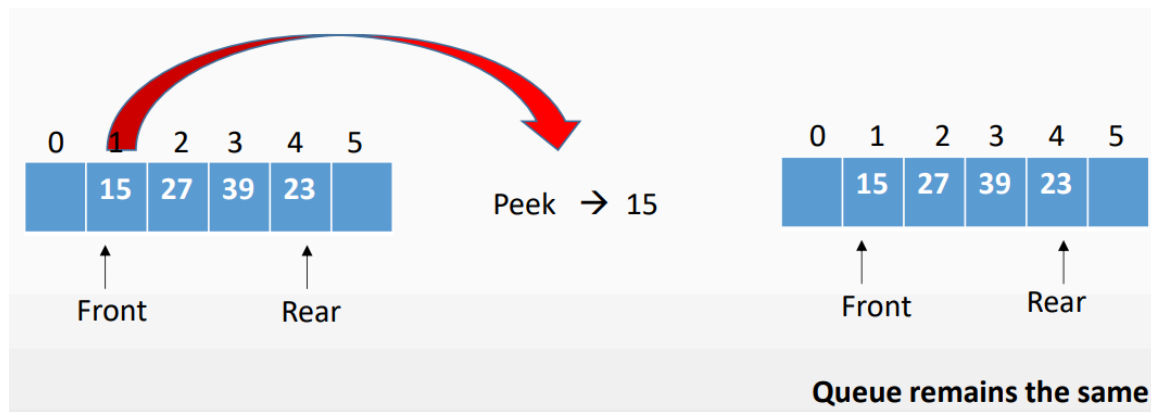 0 1 2 3 4 5
15 27 39 23
Front Rear
Peek → 15
0 1 2 3 4 5
15 27 39 23
Front Rear
Queue remains the same